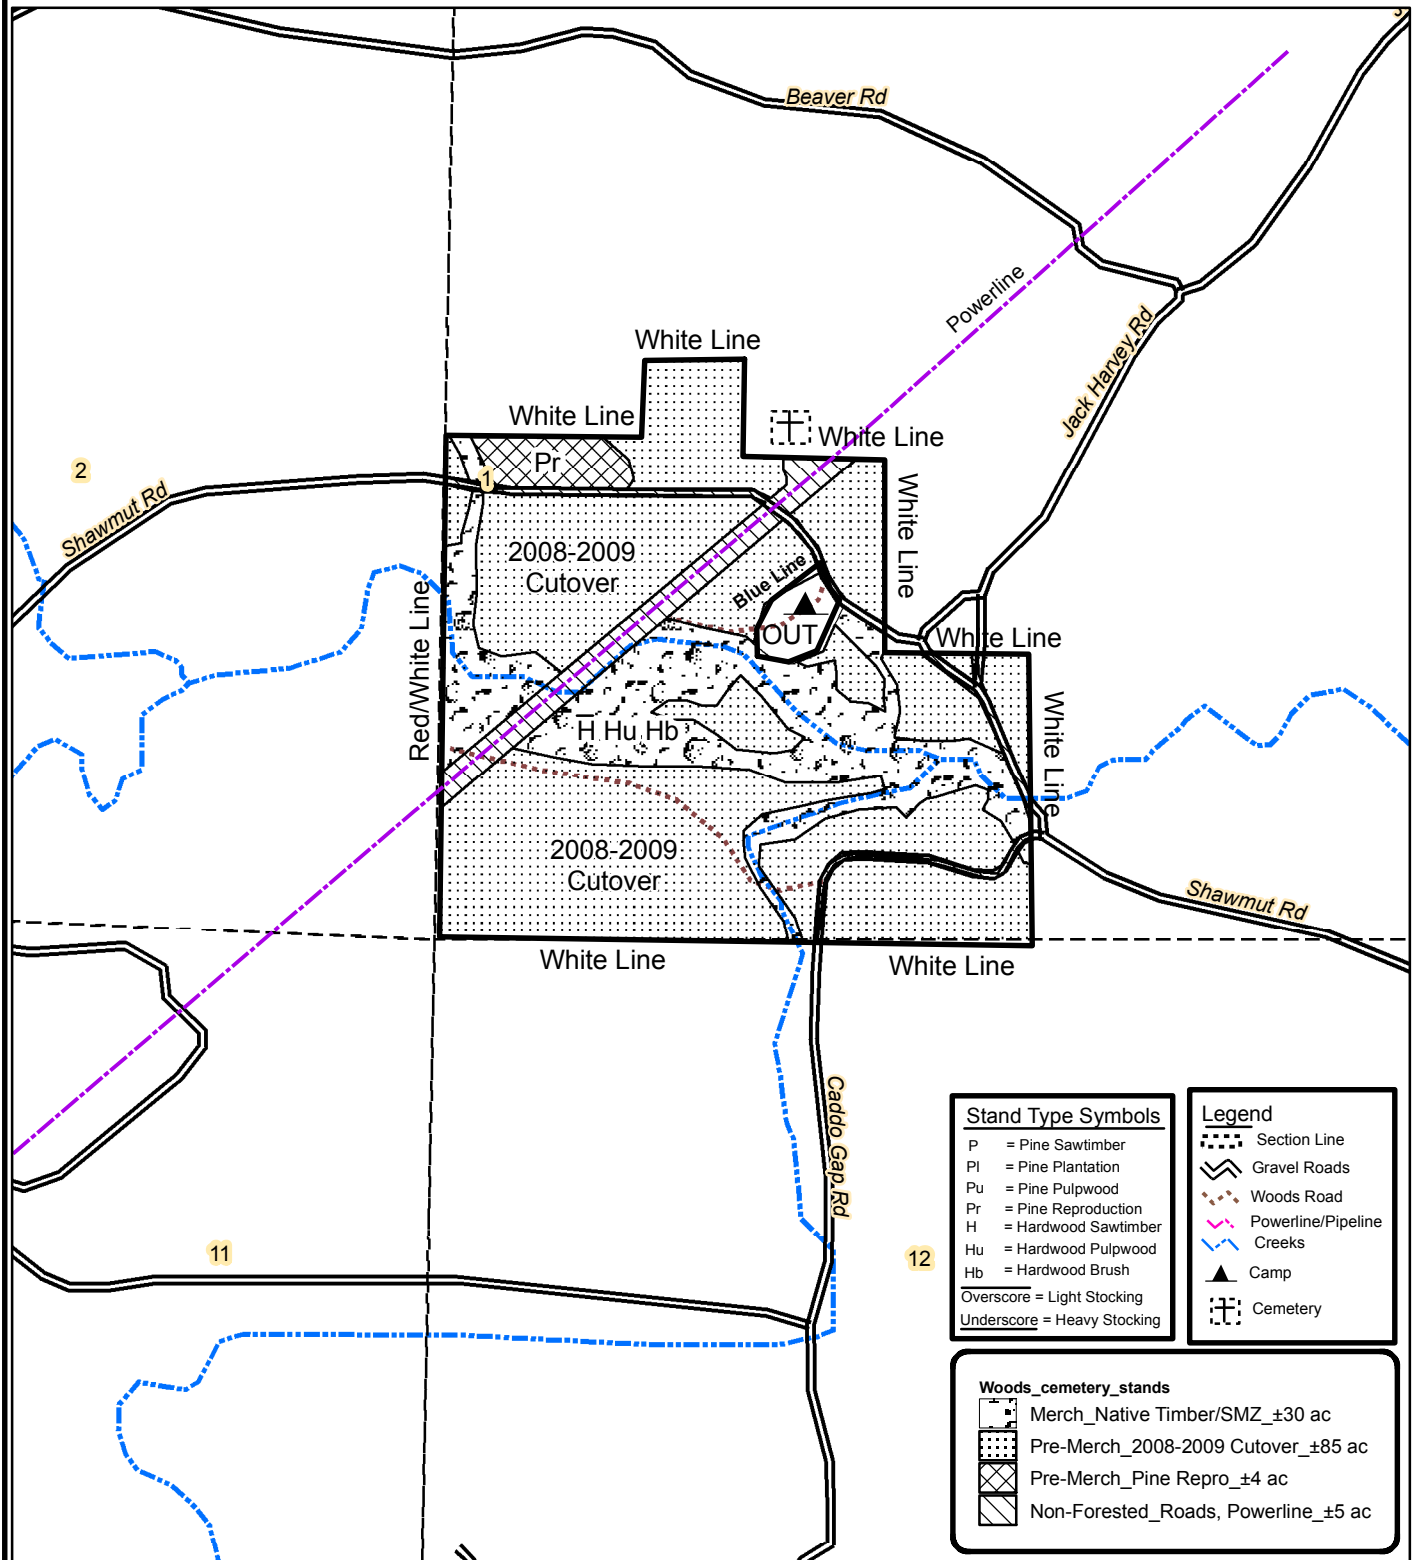 3
Beaver Rd
Powerline
Jack Harvey Rd
White Line
White Line
White Line
2
Shawmut Rd
Pr
1
White Line
2008-2009
Cutover
Blue Line
OUT
White Line
Red/White Line
H Hu Hb
White Line
2008-2009
Cutover
Shawmut Rd
White Line
White Line
Caddo Gap Rd
11
12
Stand Type Symbols
P = Pine Sawtimber
Pl = Pine Plantation
Pu = Pine Pulpwood
Pr = Pine Reproduction
H = Hardwood Sawtimber
Hu = Hardwood Pulpwood
Hb = Hardwood Brush
Overscore = Light Stocking
Underscore = Heavy Stocking
Legend
Section Line
Gravel Roads
Woods Road
Powerline/Pipeline
Creeks
Camp
Cemetery
Woods_cemetery_stands
Merch_Native Timber/SMZ_±30 ac
Pre-Merch_2008-2009 Cutover_±85 ac
Pre-Merch_Pine Repro_±4 ac
Non-Forested_Roads, Powerline_±5 ac